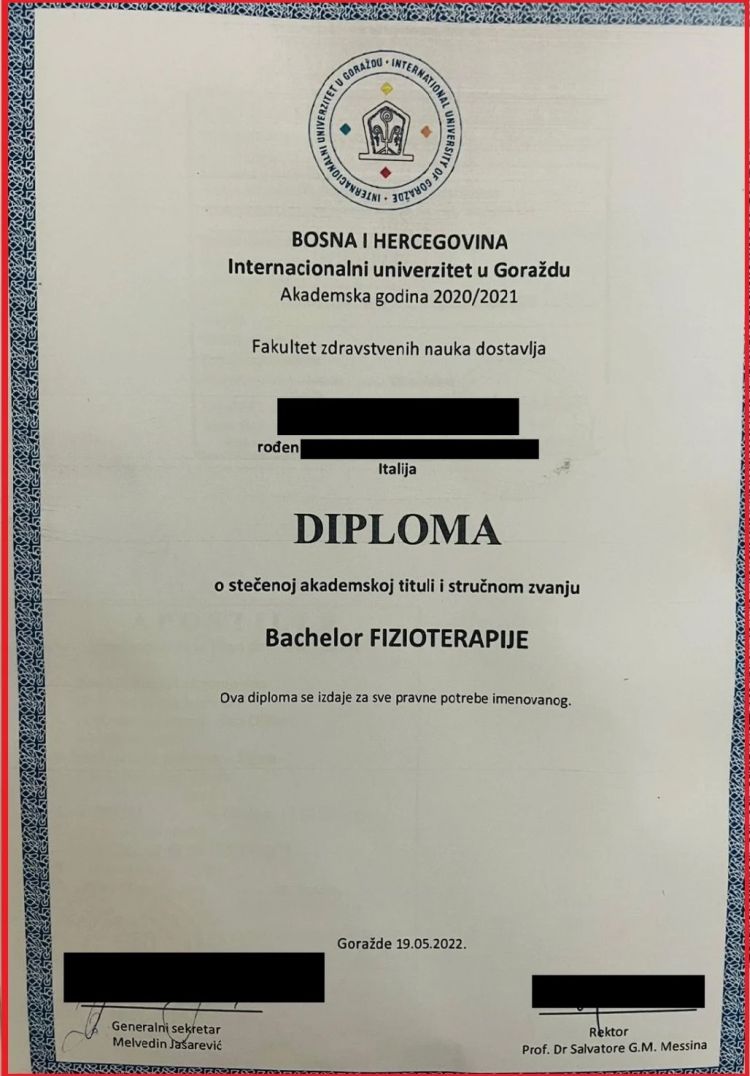 INTERNACIONALNI UNIVERZITET U GORAŽDU · INTERNATIONAL UNIVERSITY OF GORAŽDE ·
BOSNA I HERCEGOVINA
Internacionalni univerzitet u Goraždu
Akademska godina 2020/2021
Fakultet zdravstvenih nauka dostavlja
rođen
Italija
DIPLOMA
o stečenoj akademskoj tituli i stručnom zvanju
Bachelor FIZIOTERAPIJE
Ova diploma se izdaje za sve pravne potrebe imenovanog.
Goražde 19.05.2022.
Generalni sekretar
Melvedin Jašarević
Rektor
Prof. Dr Salvatore G.M. Messina